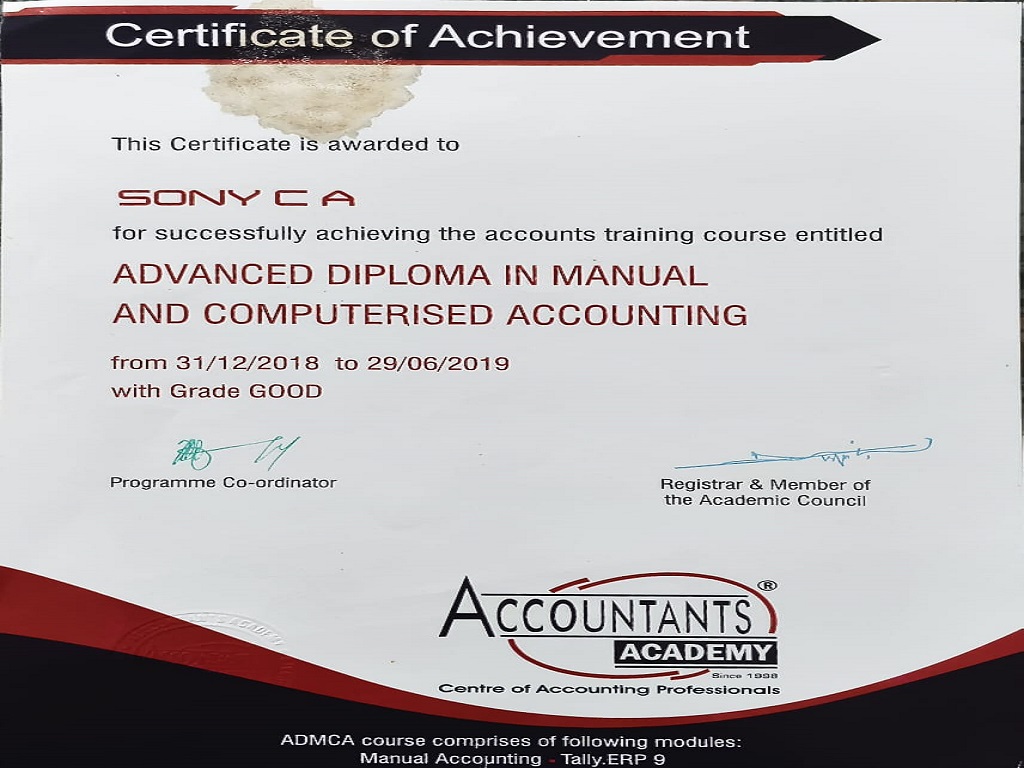 Certificate of Achievement
This Certificate is awarded to
SONY C A
for successfully achieving the accounts training course entitled
ADVANCED DIPLOMA IN MANUAL
AND COMPUTERISED ACCOUNTING
from 31/12/2018 to 29/06/2019
with Grade GOOD
Programme Co-ordinator
Registrar & Member of
the Academic Council
ACCOUNTANTS®
ACADEMY
Since 1998
Centre of Accounting Professionals
ADMCA course comprises of following modules:
Manual Accounting - Tally.ERP 9